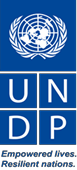 U N
D P
Empowered lives.
Resilient nations.